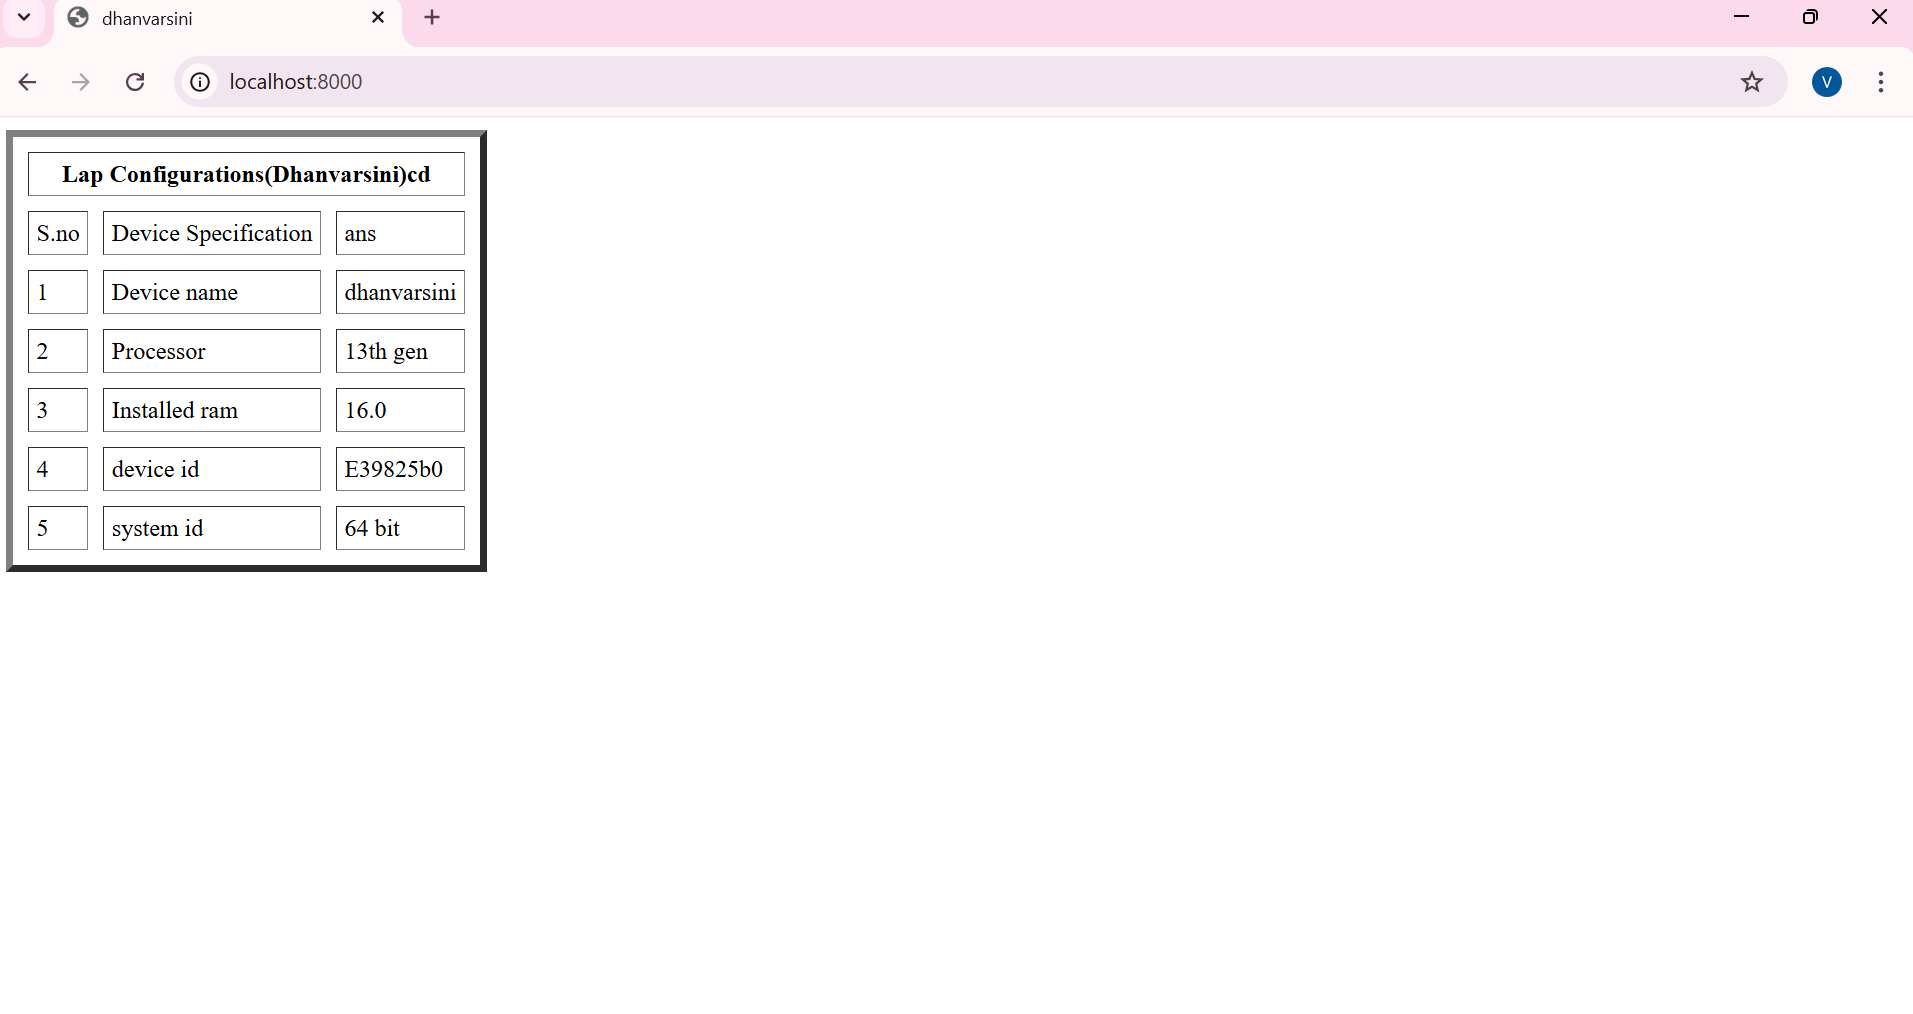 dhanvarsini
localhost:8000
V
Lap Configurations(Dhanvarsini)cd
S.no Device Specification ans
1 Device name dhanvarsini
2 Processor 13th gen
3 Installed ram 16.0
4 device id E39825b0
5 system id 64 bit